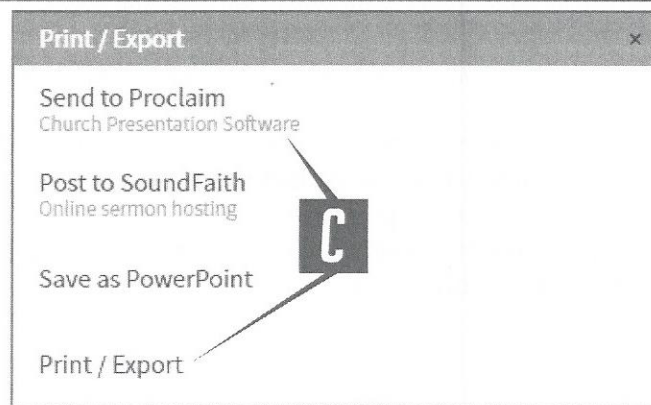 Print / Export ×
Send to Proclaim
Church Presentation Software
Post to SoundFaith
Online sermon hosting
C
Save as PowerPoint
Print / Export